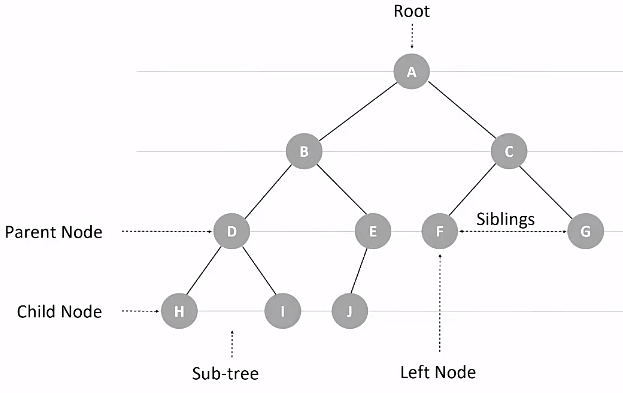 Root
A
B
C
Parent Node
D
E
F
Siblings
G
Child Node
H
I
J
Sub-tree
Left Node